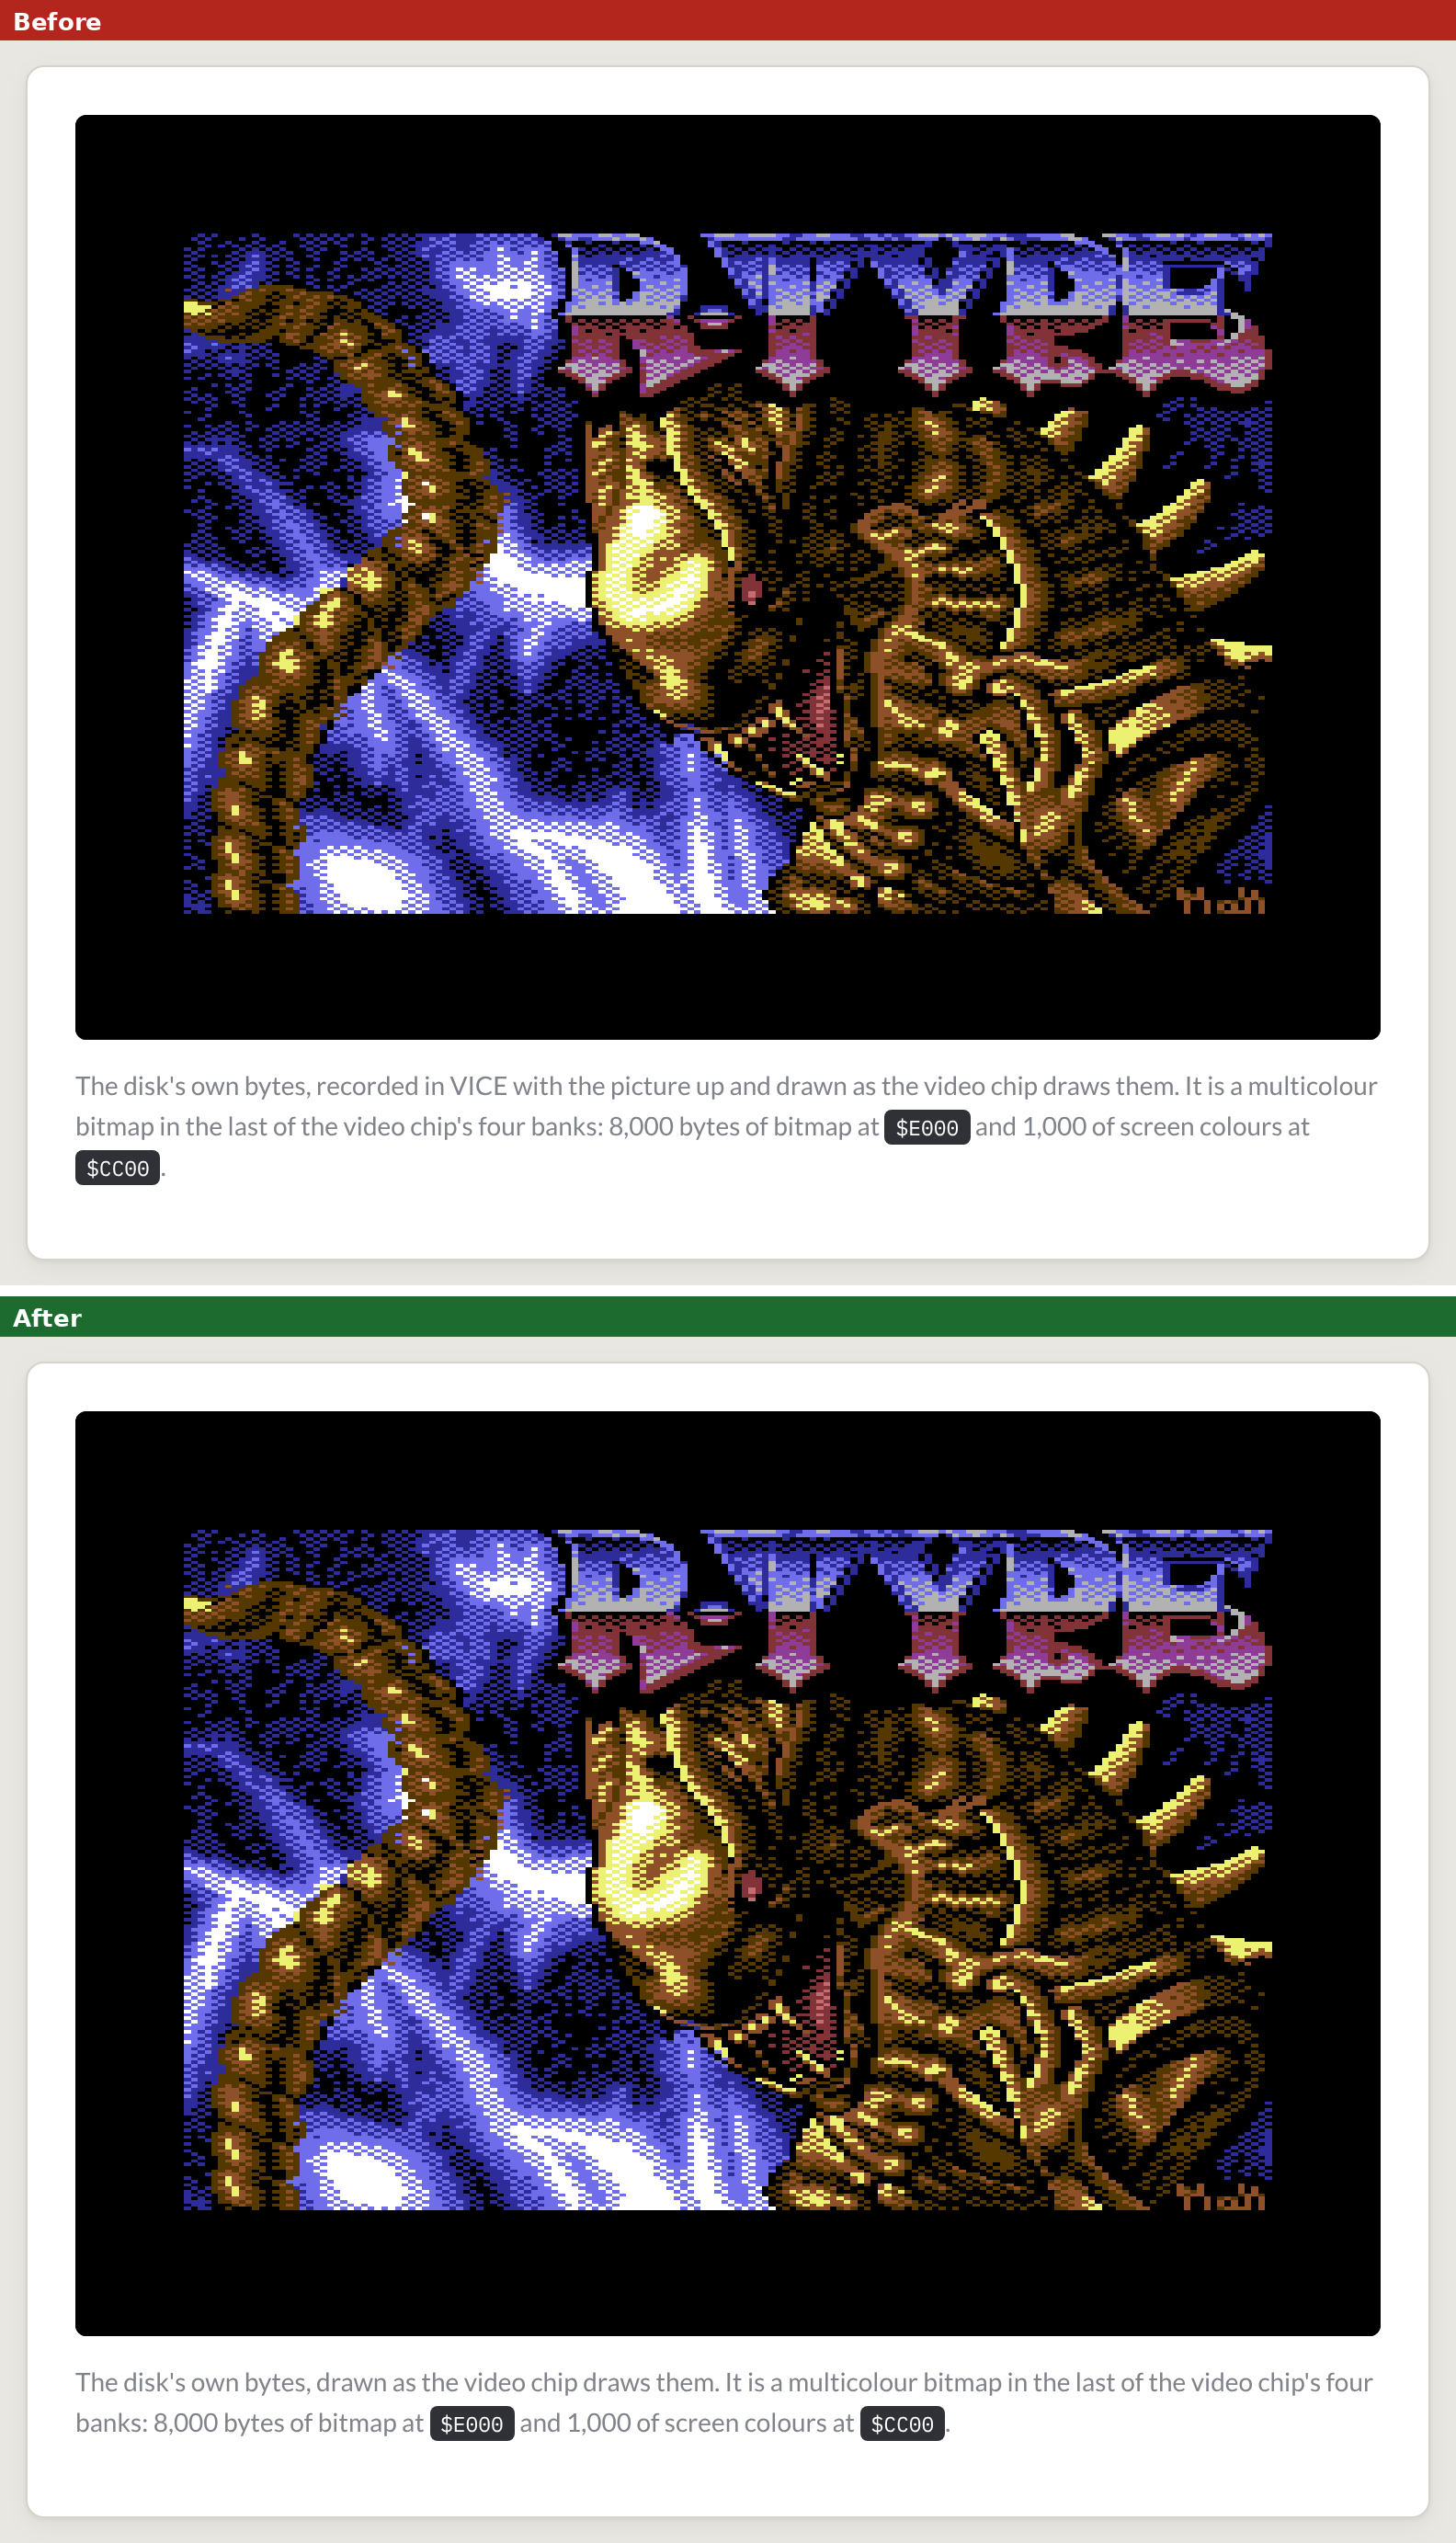 Before
The disk's own bytes, recorded in VICE with the picture up and drawn as the video chip draws them. It is a multicolour
bitmap in the last of the video chip's four banks: 8,000 bytes of bitmap at $E000 and 1,000 of screen colours at
$CC00.
After
The disk's own bytes, drawn as the video chip draws them. It is a multicolour bitmap in the last of the video chip's four
banks: 8,000 bytes of bitmap at $E000 and 1,000 of screen colours at $CC00.